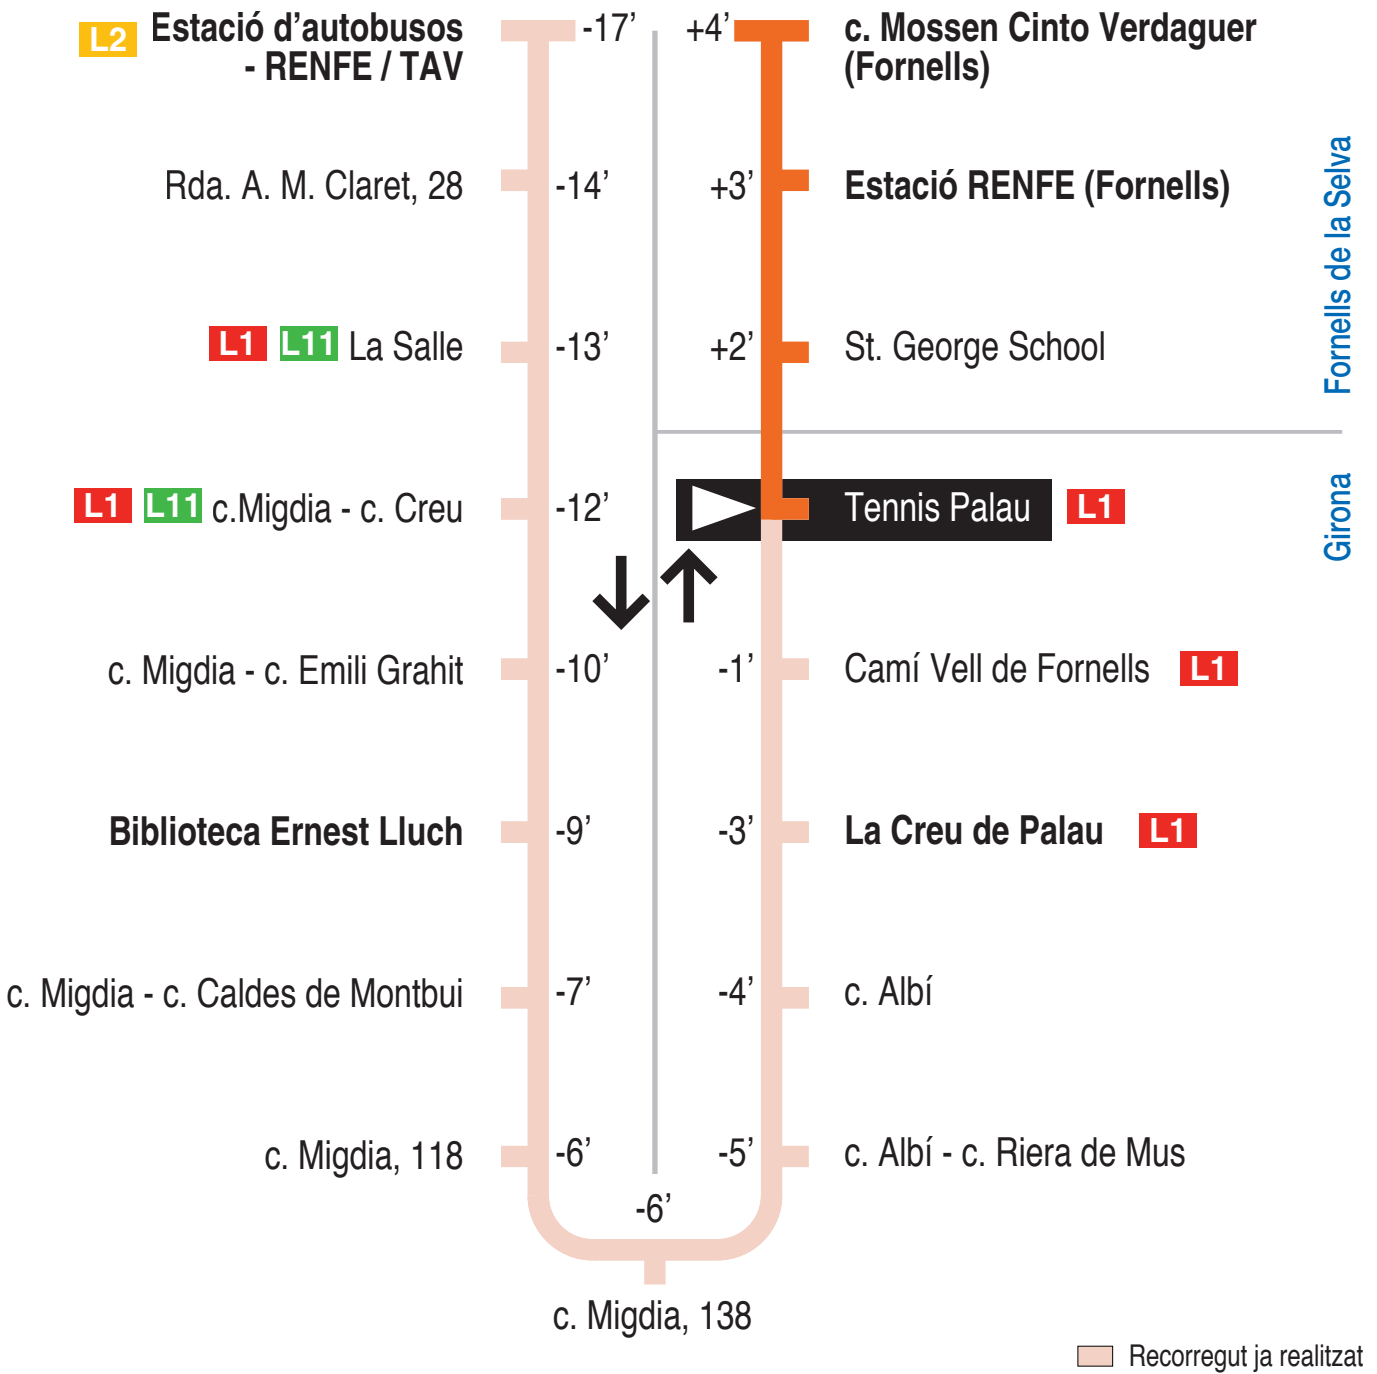 L2 Estació d’autobusos
- RENFE / TAV
-17’
Rda. A. M. Claret, 28 -14’
L1 L11 La Salle -13’
L1 L11 c.Migdia - c. Creu -12’
c. Migdia - c. Emili Grahit -10’
Biblioteca Ernest Lluch -9’
c. Migdia - c. Caldes de Montbui -7’
c. Migdia, 118 -6’
-6’
c. Migdia, 138
+4’ c. Mossen Cinto Verdaguer
(Fornells)
+3’ Estació RENFE (Fornells)
+2’ St. George School
Tennis Palau L1
-1’ Camí Vell de Fornells L1
-3’ La Creu de Palau L1
-4’ c. Albí
-5’ c. Albí - c. Riera de Mus
Fornells de la Selva
Girona
Recorregut ja realitzat